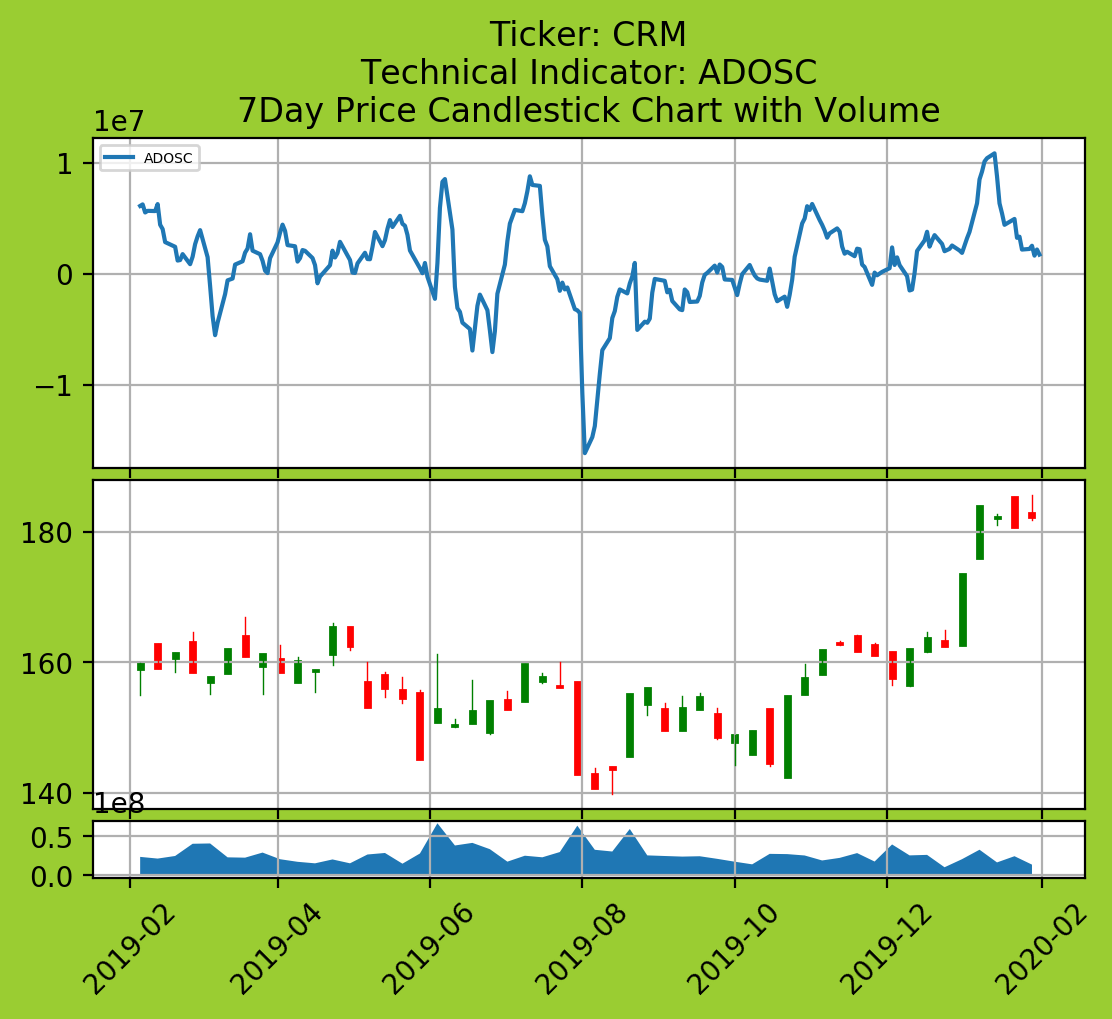 Ticker: CRM
Technical Indicator: ADOSC
7Day Price Candlestick Chart with Volume
1e7
ADOSC
1
0
−1
180
160
140
1e8
0.5
0.0
2019-02
2019-04
2019-06
2019-08
2019-10
2019-12
2020-02